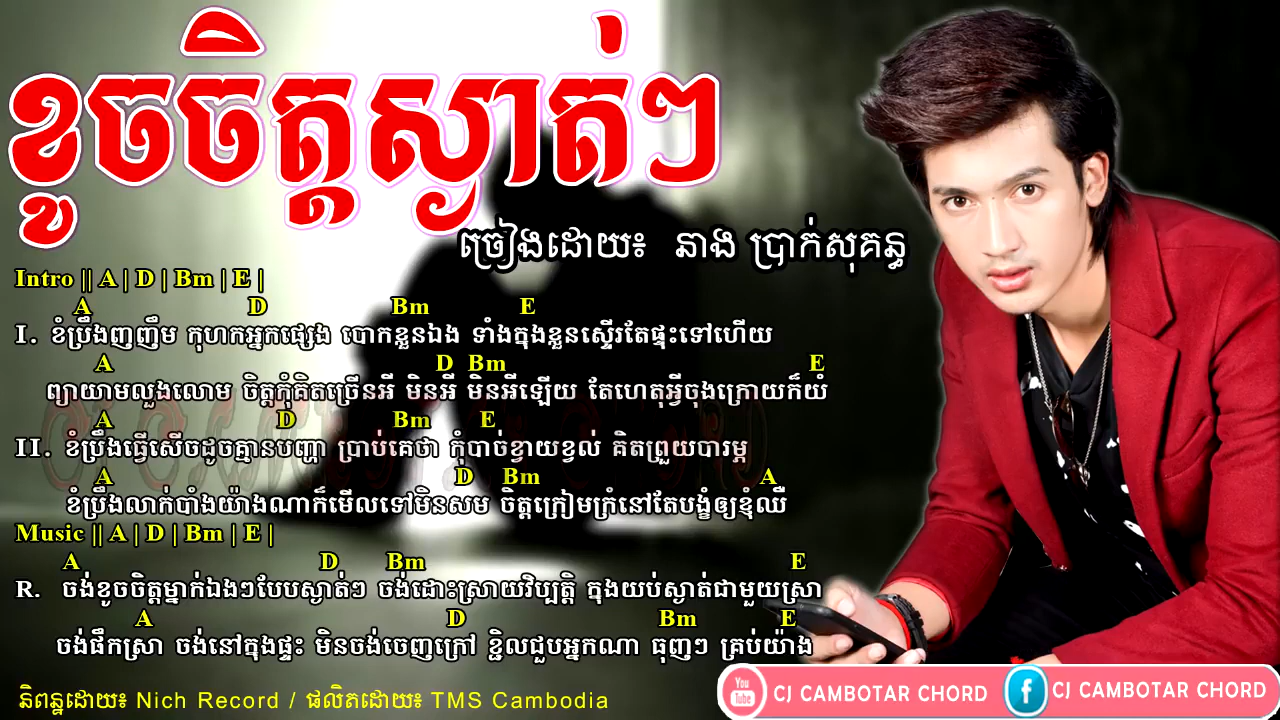 ខូចចិត្តស្ងាត់ៗ
ច្រៀងដោយ៖ ឆាង ប្រាក់សុគន្ធ
Intro || A | D | Bm | E |
A D Bm E
I. ខំប្រឹងញញឹម កុហកអ្នកផ្សេង បោកខ្លួនឯង ទាំងក្នុងខ្លួនស្ទើរតែផ្ទុះទៅហើយ
A D Bm E
ព្យាយាមលួងលោម ចិត្តកុំគិតច្រើនអី មិនអី មិនអីឡើយ តែហេតុអ្វីចុងក្រោយក៏យំ
A D Bm E
II. ខំប្រឹងធ្វើសើចដូចគ្មានបញ្ហា ប្រាប់គេថា កុំបាច់ខ្វាយខ្វល់ គិតព្រួយបារម្ភ
A D Bm A
ខំប្រឹងលាក់បាំងយ៉ាងណាក៏មើលទៅមិនសម ចិត្តក្រៀមក្រំនៅតែបង្ខំឲ្យខ្ញុំឈឺ
Music || A | D | Bm | E |
A D Bm E
R. ចង់ខូចចិត្តម្នាក់ឯងៗបែបស្ងាត់ៗ ចង់ដោះស្រាយវិប្បត្តិ ក្នុងយប់ស្ងាត់ជាមួយស្រា
A D Bm E
ចង់ផឹកស្រា ចង់នៅក្នុងផ្ទះ មិនចង់ចេញក្រៅ ខ្ជិលជួបអ្នកណា ធុញៗ គ្រប់យ៉ាង
និពន្ឋដោយ៖ Nich Record / ផលិតដោយ៖ TMS Cambodia
You Tube CJ CAMBOTAR CHORD f CJ CAMBOTAR CHORD